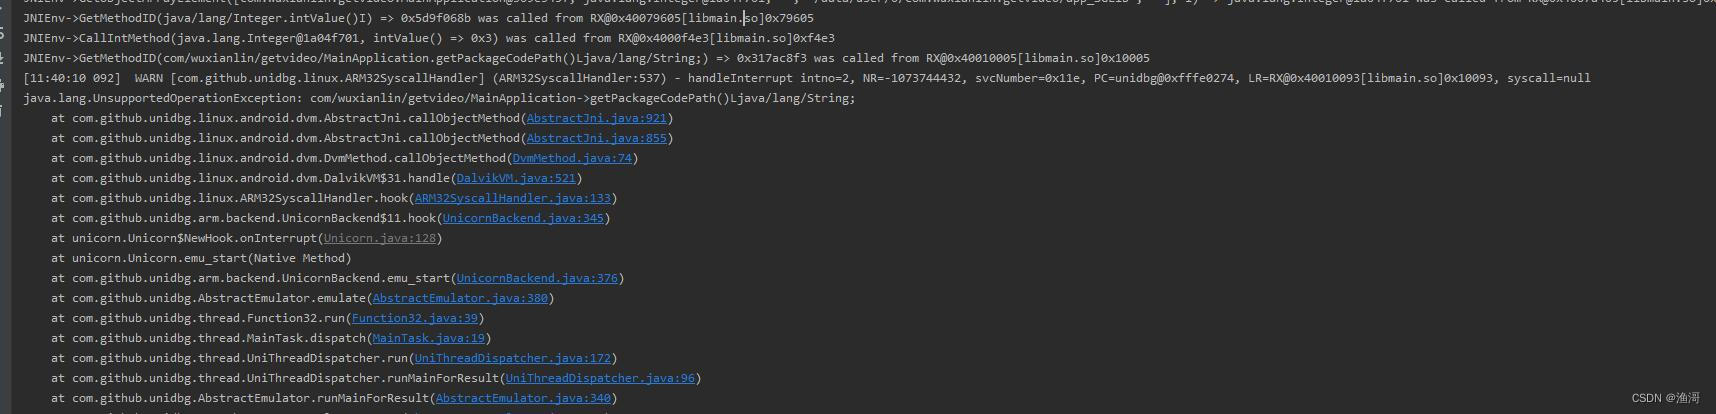 JNIEnv->GetMethodID(java/lang/Integer.intValue()I) => 0x5d9f068b was called from RX@0x40079605[libmain.so]0x79605
JNIEnv->CallIntMethod(java.lang.Integer@1a04f701, intValue() => 0x3) was called from RX@0x4000f4e3[libmain.so]0xf4e3
JNIEnv->GetMethodID(com/wuxianlin/getvideo/MainApplication.getPackageCodePath()Ljava/lang/String;) => 0x317ac8f3 was called from RX@0x40010005[libmain.so]0x10005
[11:40:10 092]  WARN [com.github.unidbg.linux.ARM32SyscallHandler] (ARM32SyscallHandler:537) - handleInterrupt intno=2, NR=-1073744432, svcNumber=0x11e, PC=unidbg@0xfffe0274, LR=RX@0x40010093[libmain.so]0x10093, syscall=null
java.lang.UnsupportedOperationException: com/wuxianlin/getvideo/MainApplication->getPackageCodePath()Ljava/lang/String;
at com.github.unidbg.linux.android.dvm.AbstractJni.callObjectMethod(AbstractJni.java:921)
at com.github.unidbg.linux.android.dvm.AbstractJni.callObjectMethod(AbstractJni.java:855)
at com.github.unidbg.linux.android.dvm.DvmMethod.callObjectMethod(DvmMethod.java:74)
at com.github.unidbg.linux.android.dvm.DalvikVM$31.handle(DalvikVM.java:521)
at com.github.unidbg.linux.ARM32SyscallHandler.hook(ARM32SyscallHandler.java:133)
at com.github.unidbg.arm.backend.UnicornBackend$11.hook(UnicornBackend.java:345)
at unicorn.Unicorn$NewHook.onInterrupt(Unicorn.java:128)
at unicorn.Unicorn.emu_start(Native Method)
at com.github.unidbg.arm.backend.UnicornBackend.emu_start(UnicornBackend.java:376)
at com.github.unidbg.AbstractEmulator.emulate(AbstractEmulator.java:380)
at com.github.unidbg.thread.Function32.run(Function32.java:39)
at com.github.unidbg.thread.MainTask.dispatch(MainTask.java:19)
at com.github.unidbg.thread.UniThreadDispatcher.run(UniThreadDispatcher.java:172)
at com.github.unidbg.thread.UniThreadDispatcher.runMainForResult(UniThreadDispatcher.java:96)
at com.github.unidbg.AbstractEmulator.runMainForResult(AbstractEmulator.java:340)
CSDN @渔滒